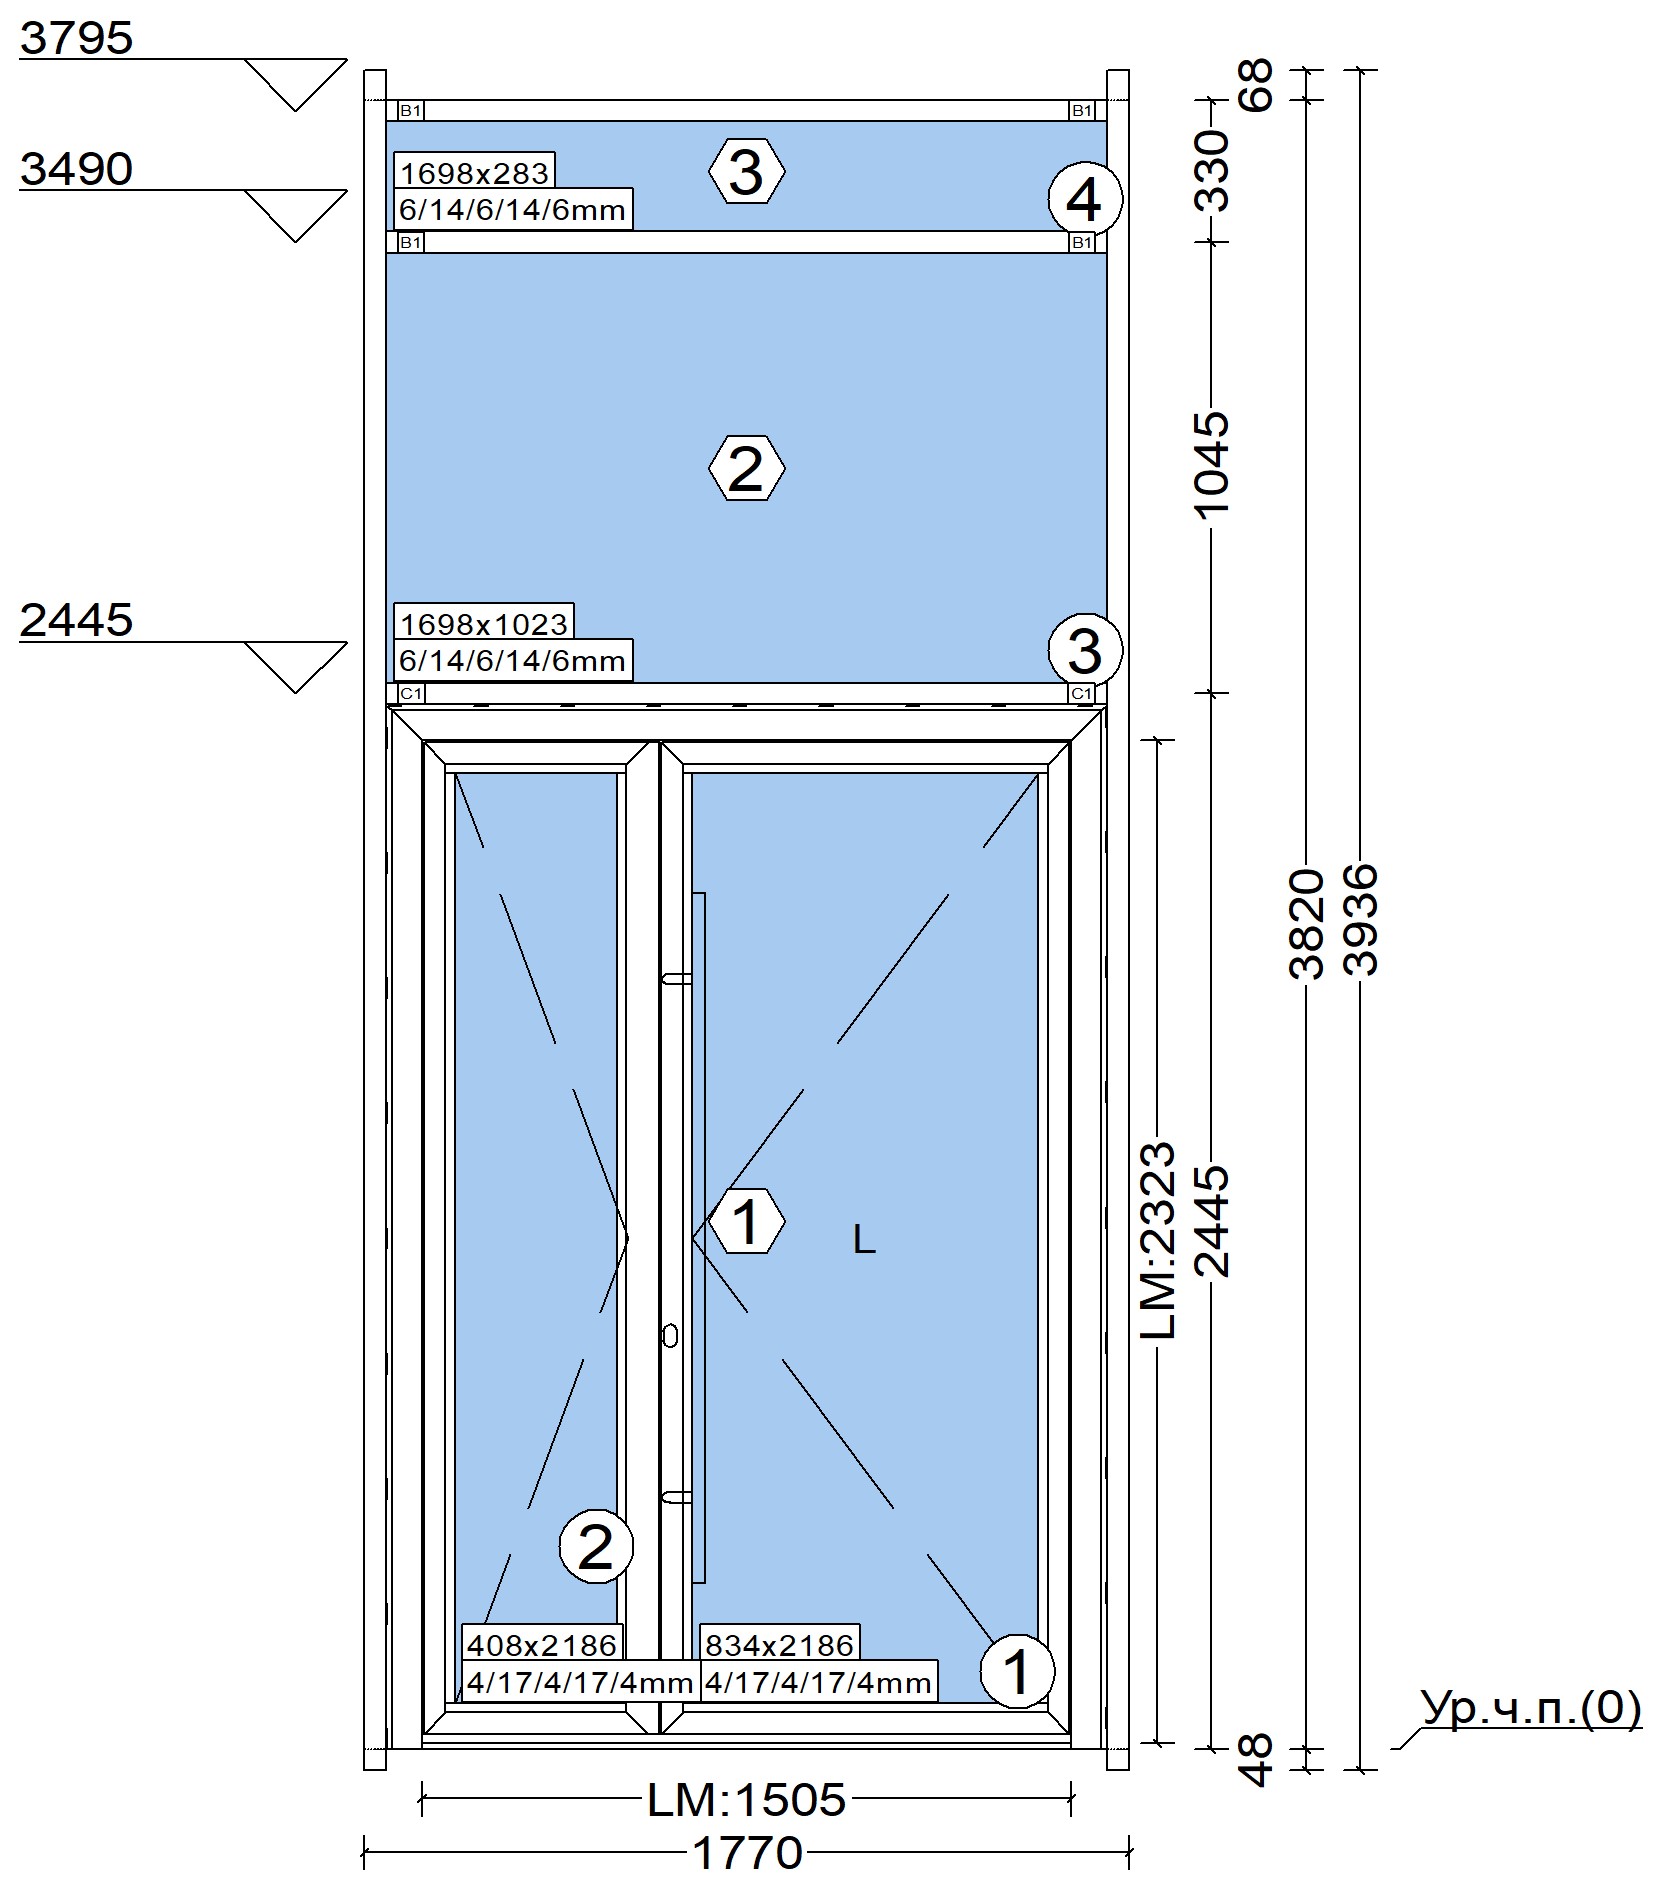 3795
68
B1
B1
3
1698x283
6/14/6/14/6mm
4
330
3490
B1
B1
2
1045
1698x1023
6/14/6/14/6mm
3
2445
C1
C1
3820
3936
1
L
LM:2323
2445
2
408x2186
4/17/4/17/4mm
834x2186
4/17/4/17/4mm
1
Ур.ч.п.(0)
48
LM:1505
1770